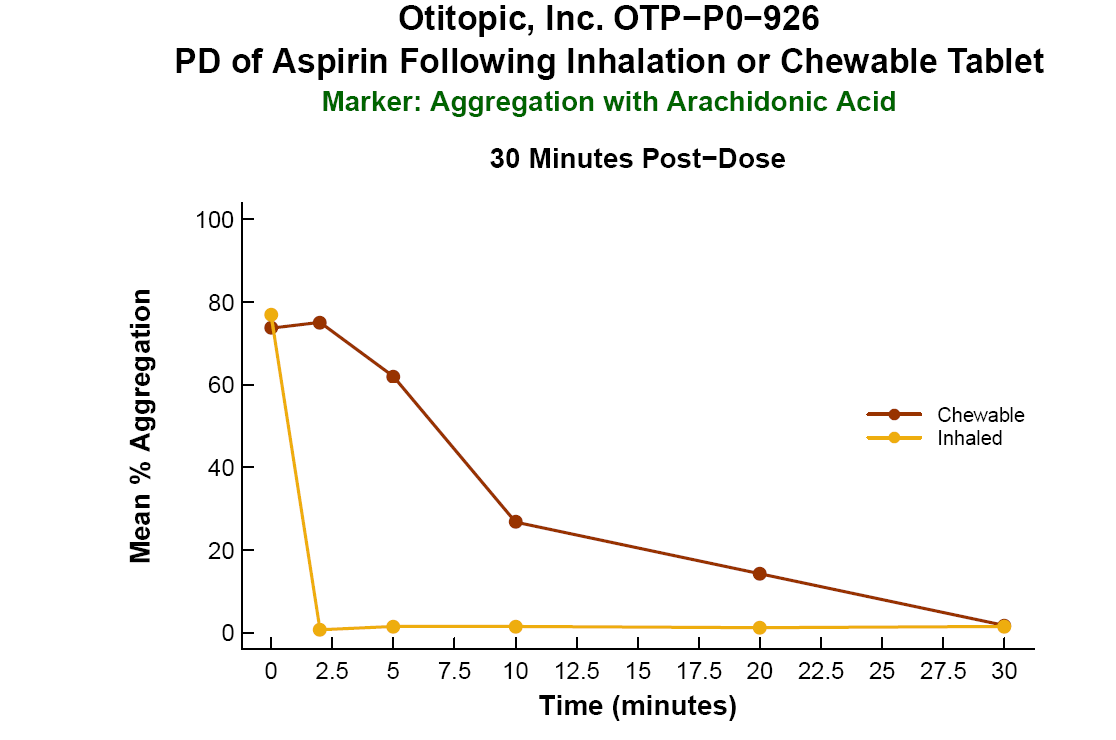 Otitopic, Inc. OTP−P0−926
PD of Aspirin Following Inhalation or Chewable Tablet
Marker: Aggregation with Arachidonic Acid
30 Minutes Post−Dose
Mean % Aggregation
100
80
60
40
20
0
Chewable
Inhaled
0 2.5 5 7.5 10 12.5 15 17.5 20 22.5 25 27.5 30
Time (minutes)